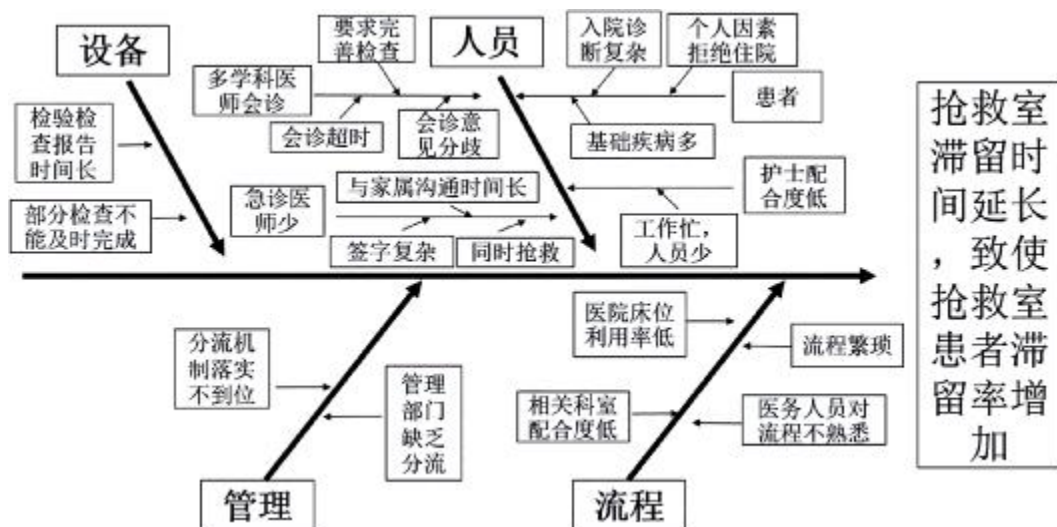 设备
人员
要求完
善检查
入院诊
断复杂
个人因素
拒绝住院
多学科医
师会诊
患者
会诊超时
会诊意
见分歧
基础疾病多
检验检
查报告
时间长
与家属沟通时间长
护士配
合度低
急诊医
师少
部分检查不
能及时完成
签字复杂
同时抢救
工作忙,
人员少
抢救室
滞留时
间延长
，致使
抢救室
患者滞
留率增
加
医院床位
利用率低
分流机
制落实
不到位
流程繁琐
管理
部门
缺乏
分流
相关科室
配合度低
医务人员对
流程不熟悉
管理
流程